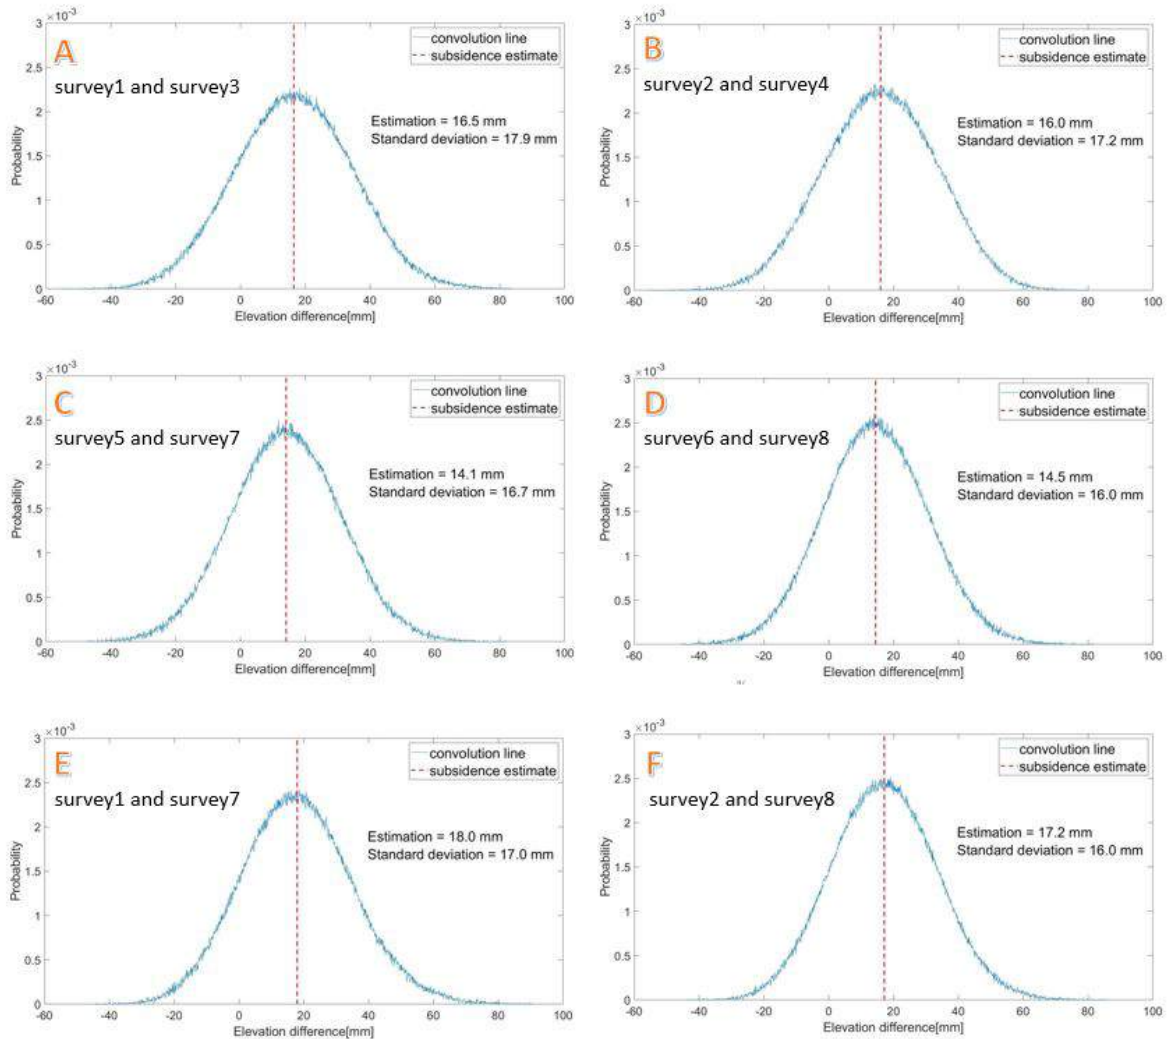 ×10⁻³
A
survey1 and survey3
convolution line
subsidence estimate
Estimation = 16.5 mm
Standard deviation = 17.9 mm
Probability
3
2.5
2
1.5
1
0.5
0
-60 -40 -20 0 20 40 60 80 100
Elevation difference[mm]
×10⁻³
B
survey2 and survey4
convolution line
subsidence estimate
Estimation = 16.0 mm
Standard deviation = 17.2 mm
Probability
3
2.5
2
1.5
1
0.5
0
-60 -40 -20 0 20 40 60 80 100
Elevation difference[mm]
×10⁻³
C
survey5 and survey7
convolution line
subsidence estimate
Estimation = 14.1 mm
Standard deviation = 16.7 mm
Probability
3
2.5
2
1.5
1
0.5
0
-60 -40 -20 0 20 40 60 80 100
Elevation difference[mm]
×10⁻³
D
survey6 and survey8
convolution line
subsidence estimate
Estimation = 14.5 mm
Standard deviation = 16.0 mm
Probability
3
2.5
2
1.5
1
0.5
0
-60 -40 -20 0 20 40 60 80 100
Elevation difference[mm]
×10⁻³
E
survey1 and survey7
convolution line
subsidence estimate
Estimation = 18.0 mm
Standard deviation = 17.0 mm
Probability
3
2.5
2
1.5
1
0.5
0
-60 -40 -20 0 20 40 60 80 100
Elevation difference[mm]
×10⁻³
F
survey2 and survey8
convolution line
subsidence estimate
Estimation = 17.2 mm
Standard deviation = 16.0 mm
Probability
3
2.5
2
1.5
1
0.5
0
-60 -40 -20 0 20 40 60 80 100
Elevation difference[mm]